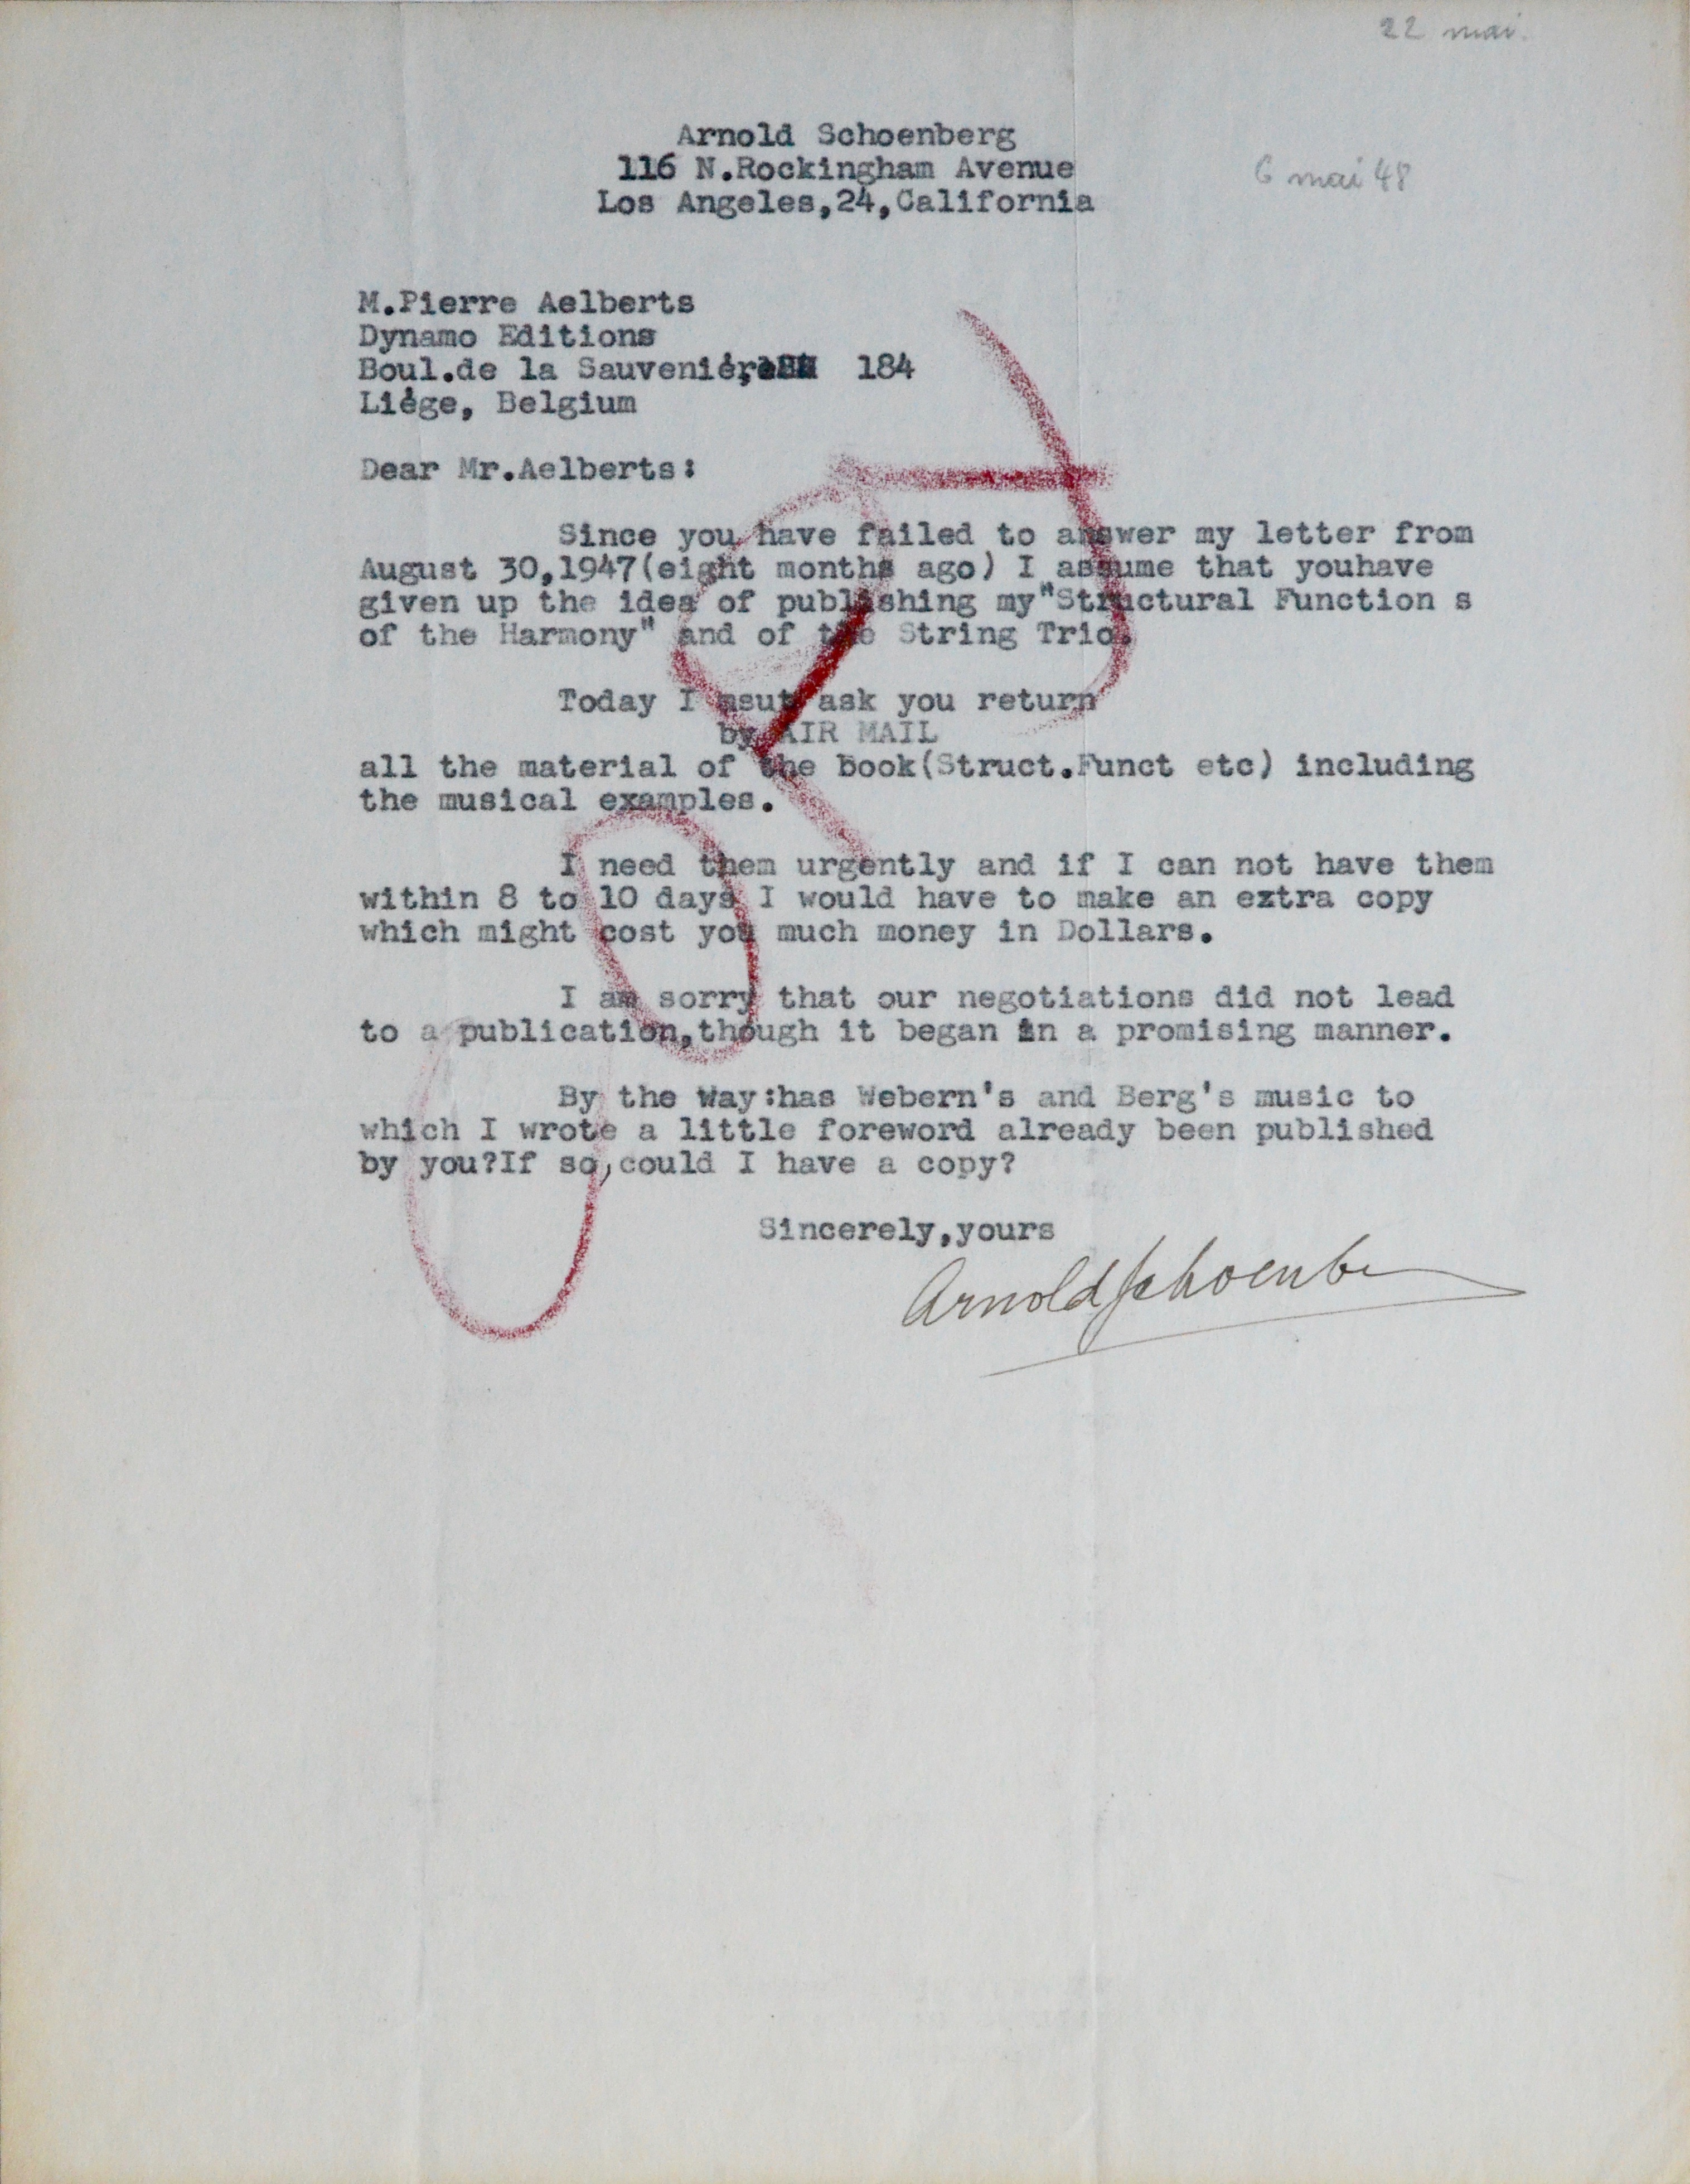 22 mai.
Arnold Schoenberg
116 N.Rockingham Avenue
6 mai 48
Los Angeles,24,California
M.Pierre Aelberts
Dynamo Editions
Boul.de la Sauveniére 184
Liége, Belgium
Dear Mr.Aelberts:
Since you have failed to answer my letter from
August 30,1947(eight months ago) I assume that youhave
given up the idea of publishing my"Structural Function s
of the Harmony" and of the String Trio.
Today I msut ask you return
by AIR MAIL
all the material of the book(Struct.Funct etc) including
the musical examples.
I need them urgently and if I can not have them
within 8 to 10 days I would have to make an extra copy
which might cost you much money in Dollars.
I am sorry that our negotiations did not lead
to a publication,though it began in a promising manner.
By the Way:has Webern's and Berg's music to
which I wrote a little foreword already been published
by you?If so,could I have a copy?
Sincerely,yours
Arnold Schoenberg